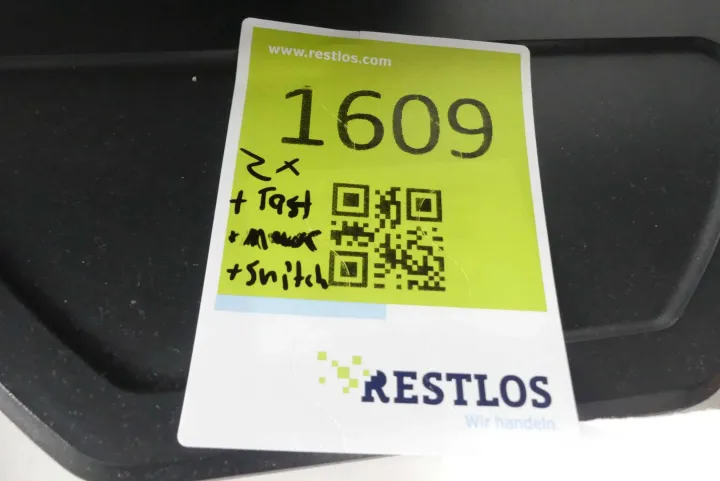 www.restlos.com
1609
2x
+ Tast
+ Switch
RESTLOS
Wir handeln.